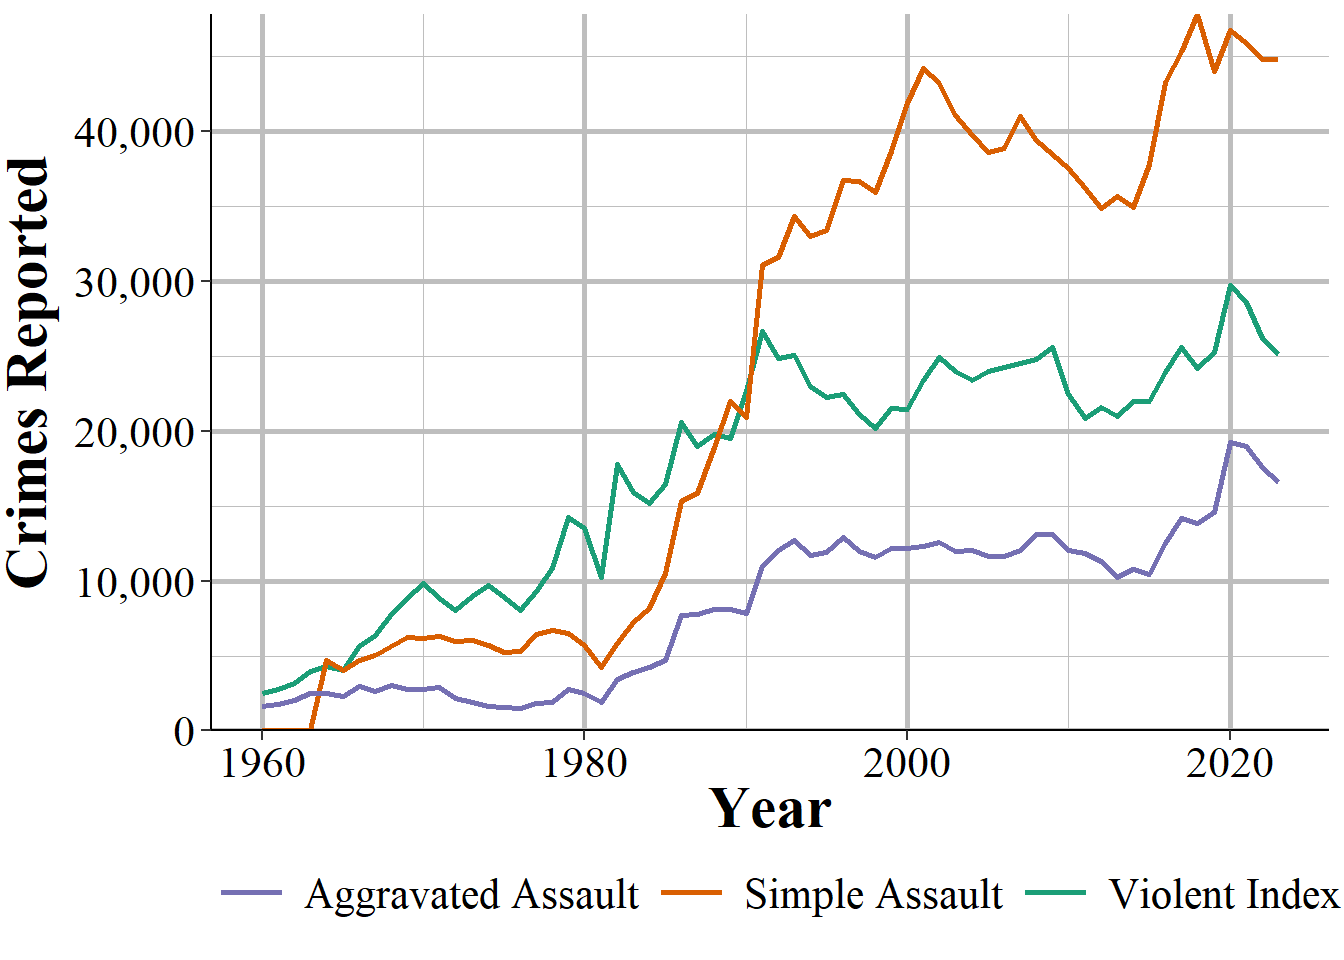 Crimes Reported
40,000
30,000
20,000
10,000
0
1960 1980 2000 2020
Year
Aggravated Assault Simple Assault Violent Index